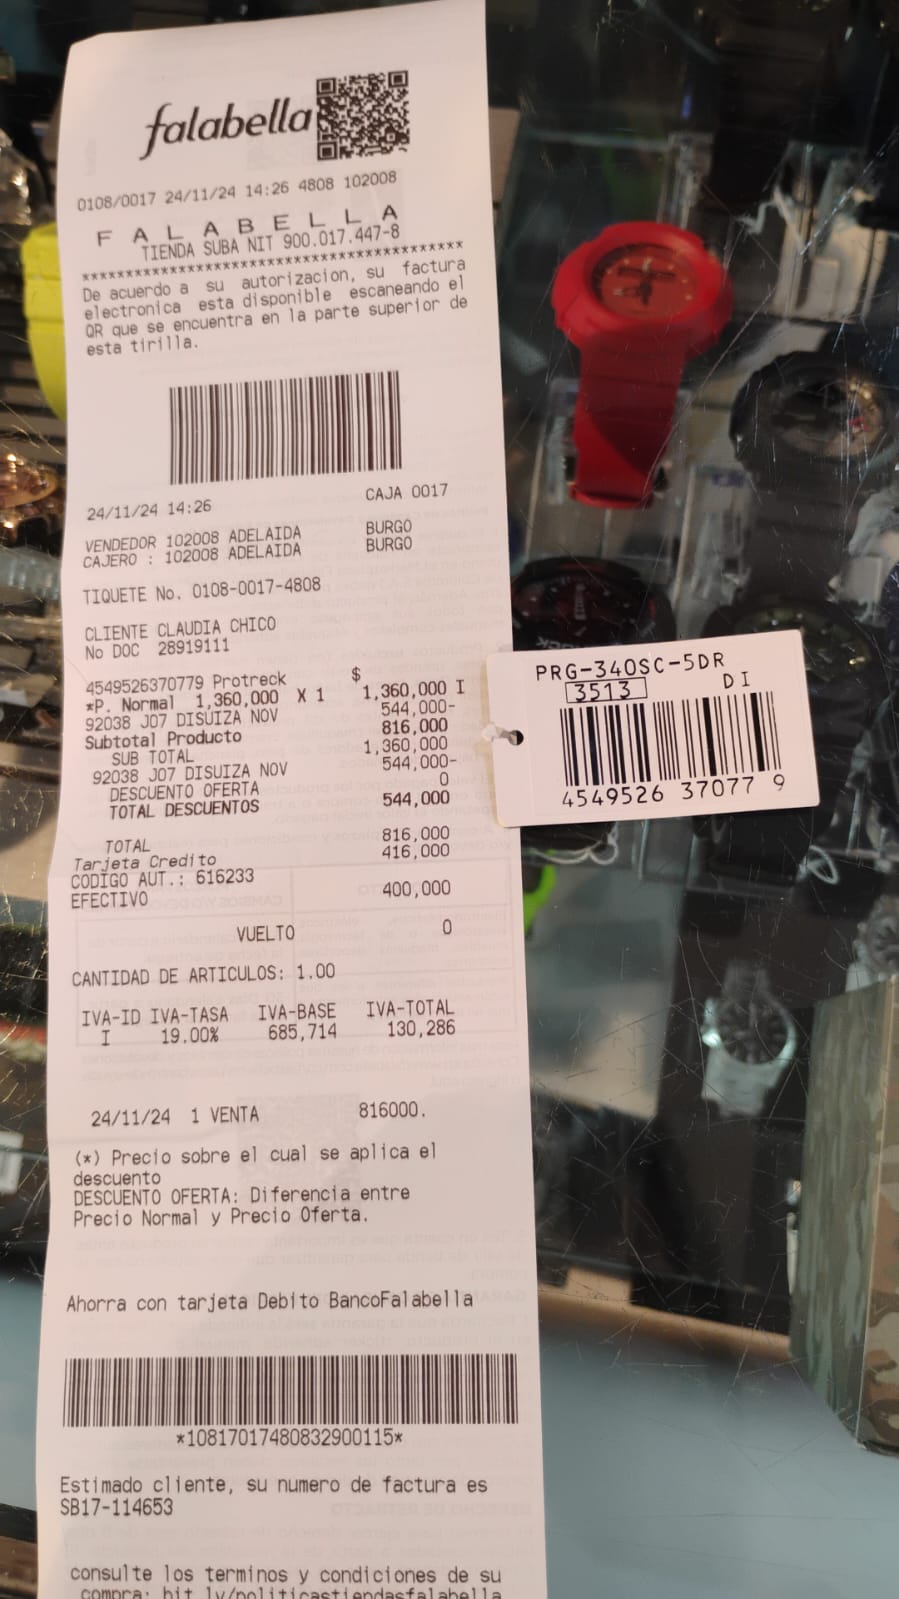 falabella
0108/0017 24/11/24 14:26 4808 102008
F A L A B E L L A
TIENDA SUBA NIT 900.017.447-8
******************************************
De acuerdo a su autorizacion, su factura
electronica esta disponible escaneando el
QR que se encuentra en la parte superior de
esta tirilla.
24/11/24 14:26 CAJA 0017
VENDEDOR 102008 ADELAIDA BURGO
CAJERO : 102008 ADELAIDA BURGO
TIQUETE No. 0108-0017-4808
CLIENTE CLAUDIA CHICO
No DOC 28919111
$
4549526370779 Protreck 1,360,000 I
*P. Normal 1,360,000 X 1
92038 J07 DISUIZA NOV 544,000-
Subtotal Producto 816,000
SUB TOTAL 1,360,000
92038 J07 DISUIZA NOV 544,000-
DESCUENTO OFERTA 0
TOTAL DESCUENTOS 544,000
TOTAL 816,000
Tarjeta Credito 416,000
CODIGO AUT.: 616233
EFECTIVO 400,000
VUELTO 0
CANTIDAD DE ARTICULOS: 1.00
IVA-ID IVA-TASA IVA-BASE IVA-TOTAL
I 19.00% 685,714 130,286
24/11/24 1 VENTA 816000.
(*) Precio sobre el cual se aplica el
descuento
DESCUENTO OFERTA: Diferencia entre
Precio Normal y Precio Oferta.
Ahorra con tarjeta Debito BancoFalabella
*10817017480832900115*
Estimado cliente, su numero de factura es
SB17-114653
consulte los terminos y condiciones de su
compra: bit.ly/politicastiendasfalabella
PRG-340SC-5DR
3513 DI
4549526 37077 9